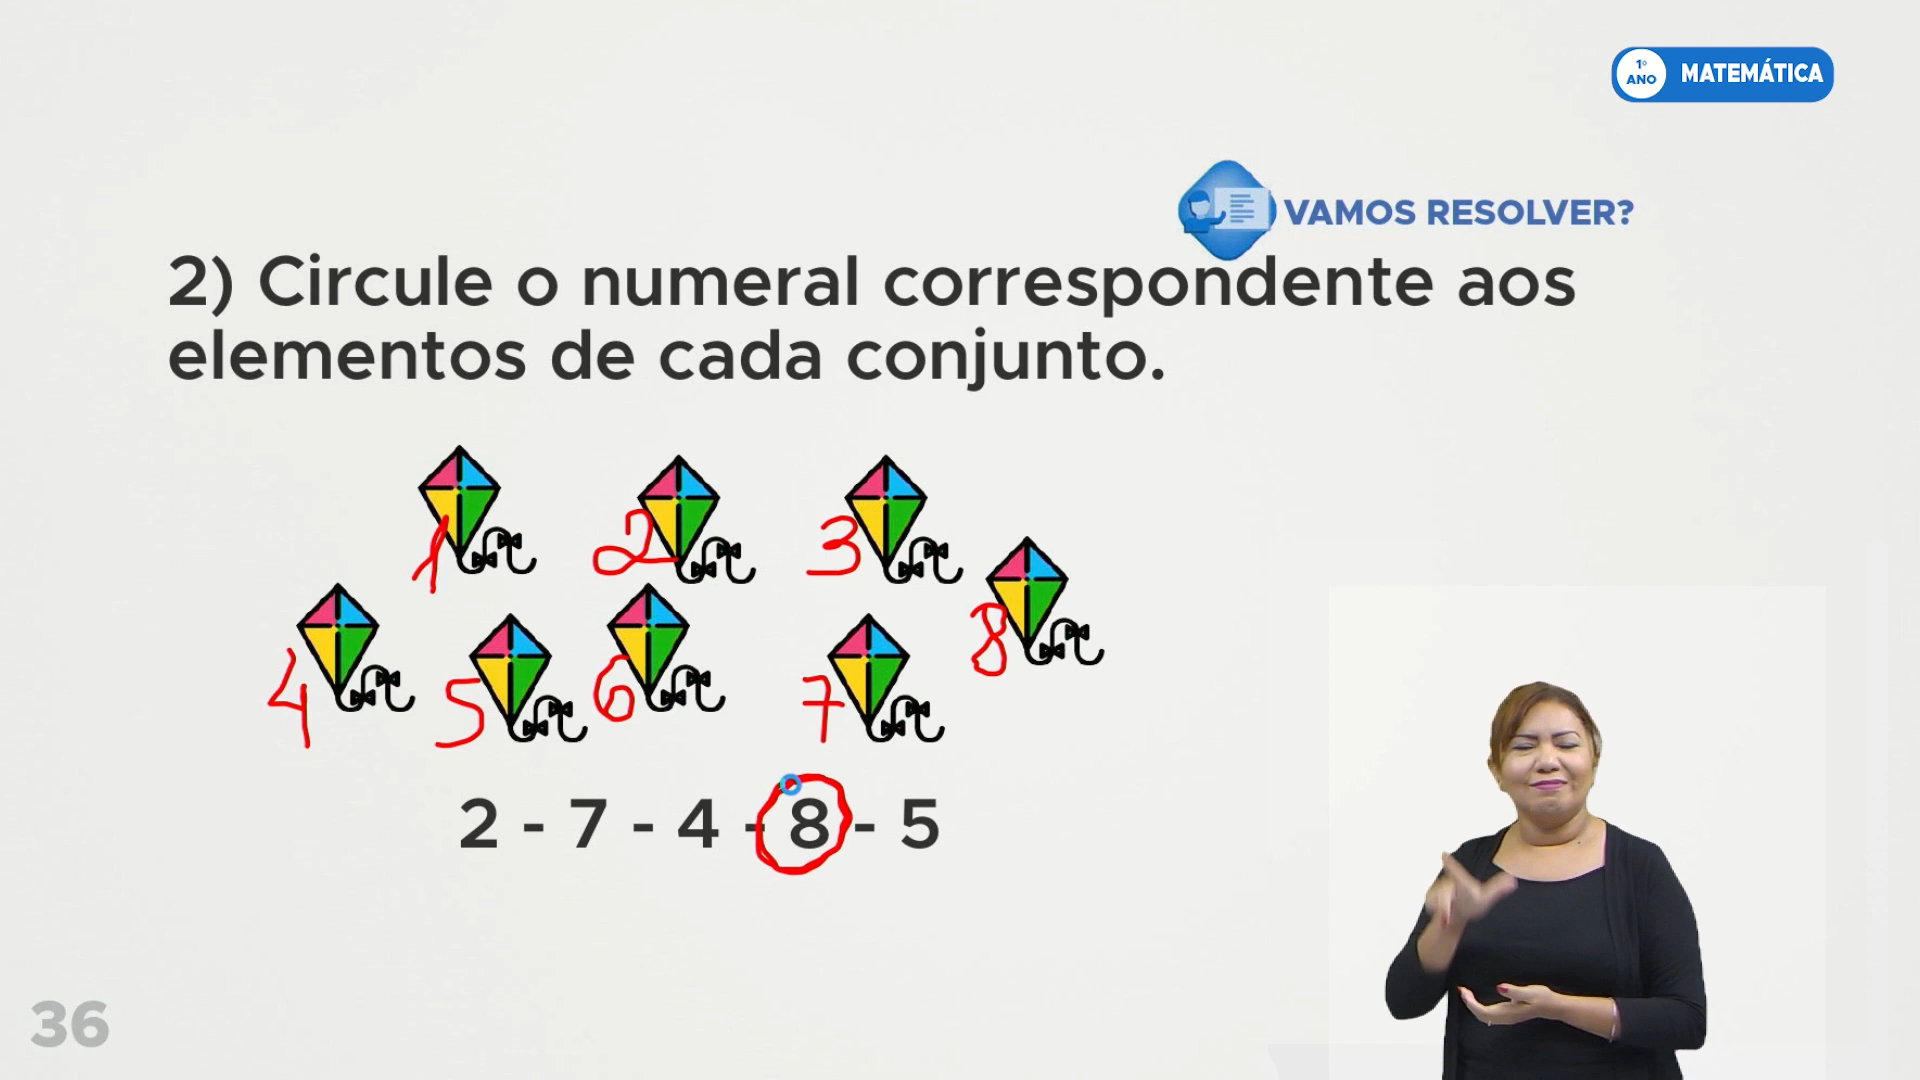 1º
ANO
MATEMÁTICA
VAMOS RESOLVER?
2) Circule o numeral correspondente aos
elementos de cada conjunto.
1 2 3
4 5 6 7 8
2 - 7 - 4 - 8 - 5
36